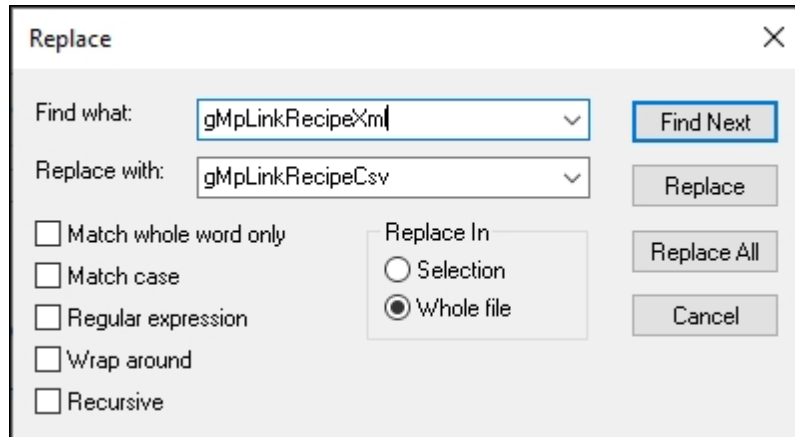 Replace
Find what:
gMpLinkRecipeXml
Find Next
Replace with:
gMpLinkRecipeCsv
Replace
Match whole word only
Match case
Regular expression
Wrap around
Recursive
Replace In
Selection
Whole file
Replace All
Cancel